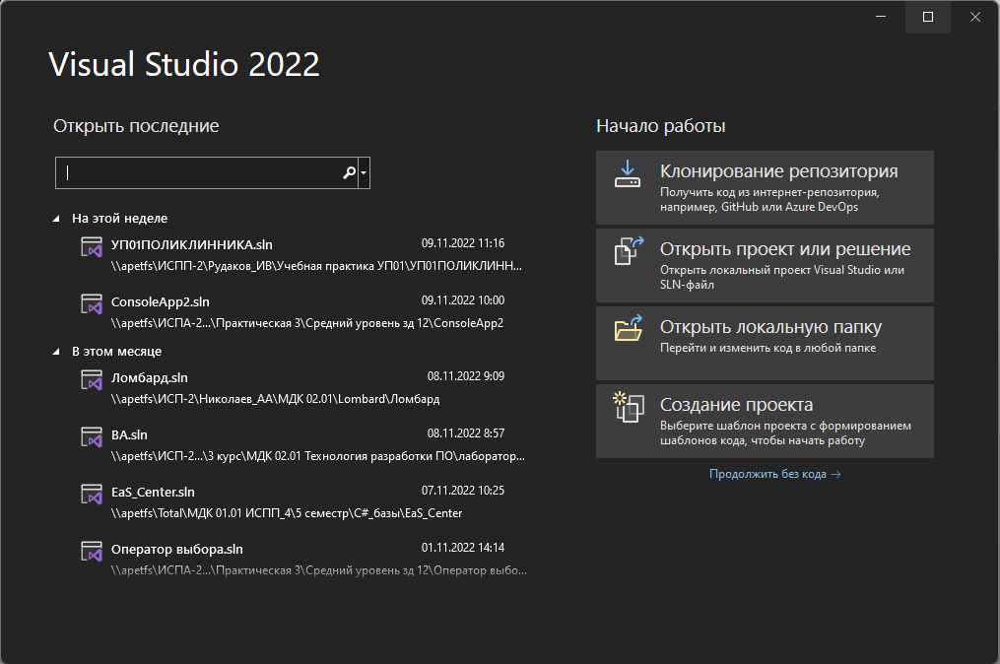 Visual Studio 2022
Открыть последние
На этой неделе
УП01ПОЛИКЛИННИКА.sln 09.11.2022 11:16
\\apetfs\ИСПП-2\Рудаков_ИВ\Учебная практика УП01\УП01ПОЛИКЛИНН...
ConsoleApp2.sln 09.11.2022 10:00
\\apetfs\ИСПА-2...\Практическая 3\Средний уровень зд 12\ConsoleApp2
В этом месяце
Ломбард.sln 08.11.2022 9:09
\\apetfs\ИСП-2\Николаев_АА\МДК 02.01\Lombard\Ломбард
BA.sln 08.11.2022 8:57
\\apetfs\ИСП-2...\3 курс\МДК 02.01 Технология разработки ПО\лаборатор...
EaS_Center.sln 07.11.2022 10:25
\\apetfs\Total\МДК 01.01 ИСПП_4\5 семестр\C#_базы\EaS_Center
Оператор выбора.sln 01.11.2022 14:14
\\apetfs\ИСПА-2...\Практическая 3\Средний уровень зд 12\Оператор выбо...
Начало работы
Клонирование репозитория
Получить код из интернет-репозитория,
например, GitHub или Azure DevOps
Открыть проект или решение
Открыть локальный проект Visual Studio или
SLN-файл
Открыть локальную папку
Перейти и изменить код в любой папке
Создание проекта
Выберите шаблон проекта с формированием
шаблонов кода, чтобы начать работу
Продолжить без кода →